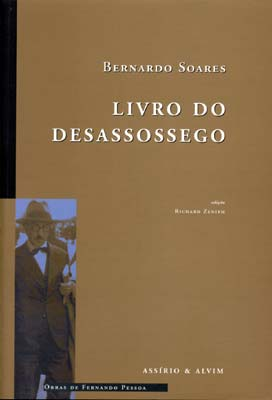 BERNARDO SOARES
LIVRO DO
DESASSOSSEGO
edição
RICHARD ZENITH
ASSÍRIO & ALVIM
OBRAS DE FERNANDO PESSOA